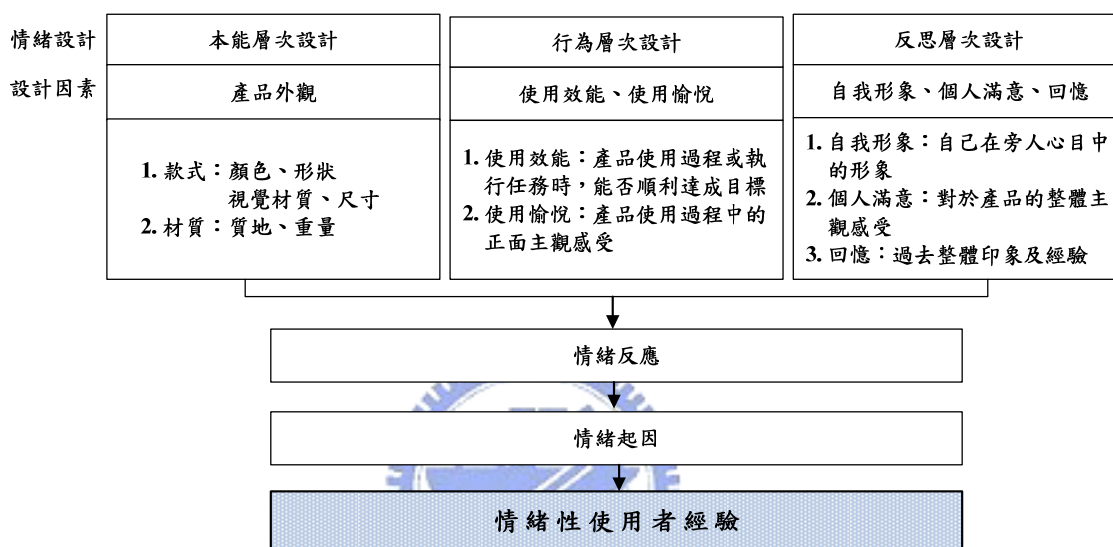 情緒設計
本能層次設計
行為層次設計
反思層次設計
設計因素
產品外觀
使用效能、使用愉悅
自我形象、個人滿意、回憶
1. 款式：顏色、形狀
視覺材質、尺寸
2. 材質：質地、重量
1. 使用效能：產品使用過程或執
行任務時，能否順利達成目標
2. 使用愉悅：產品使用過程中的
正面主觀感受
1. 自我形象：自己在旁人心目中
的形象
2. 個人滿意：對於產品的整體主
觀感受
3. 回憶：過去整體印象及經驗
情緒反應
情緒起因
情緒性使用者經驗